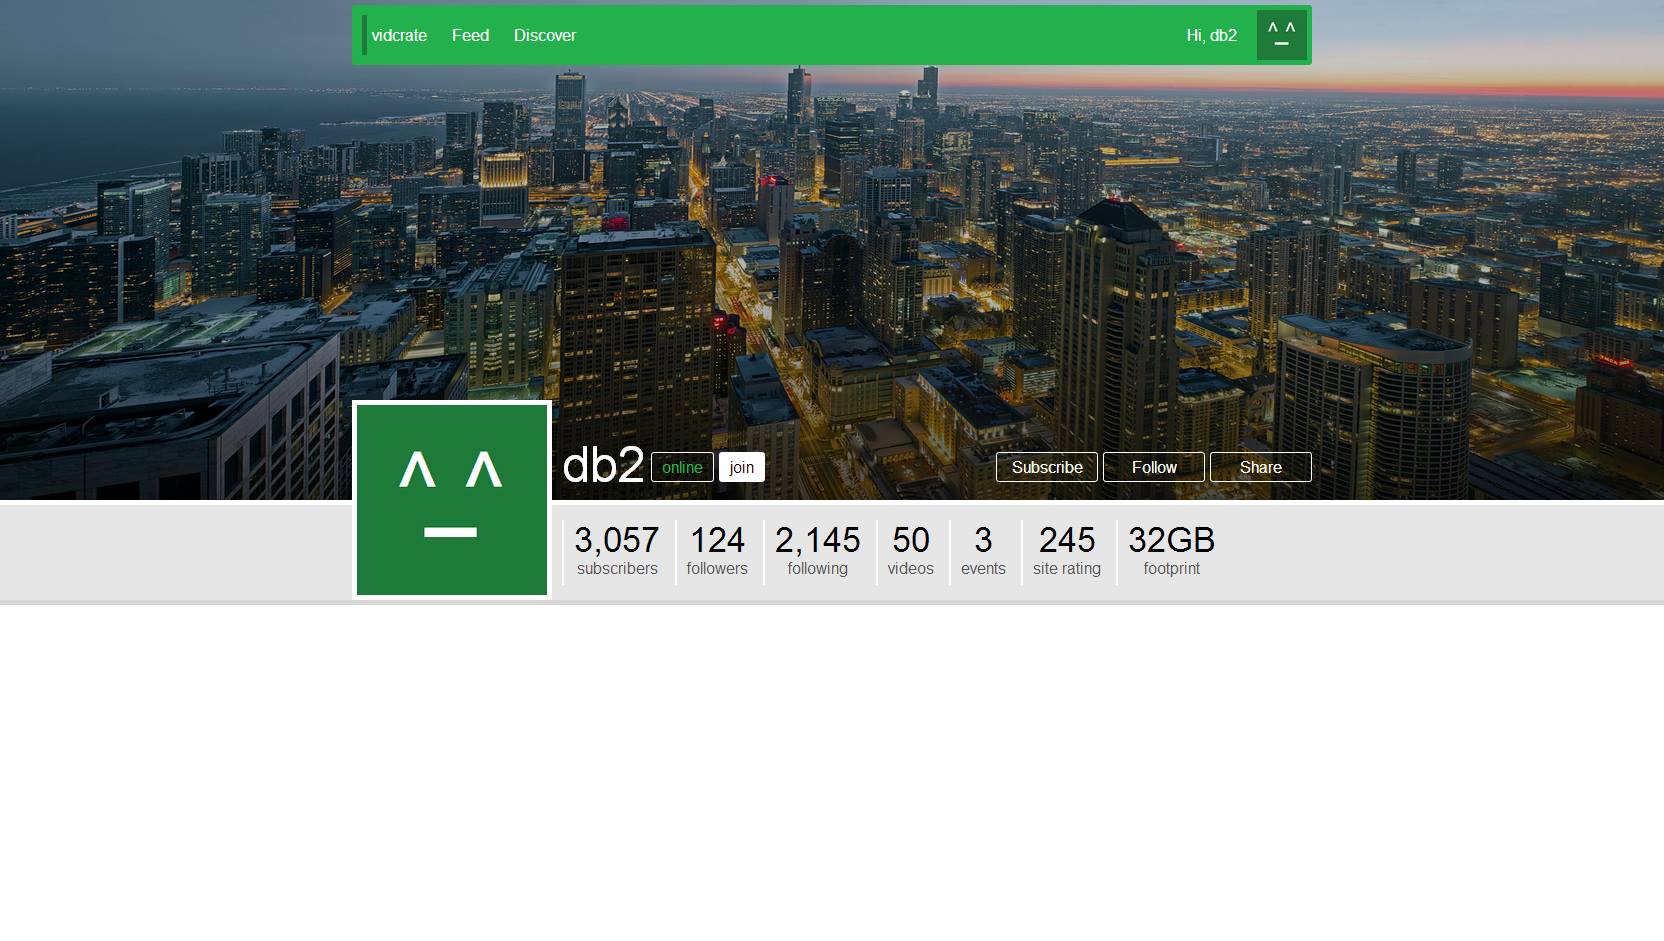 vidcrate Feed Discover Hi, db2
db2 online join Subscribe Follow Share
3,057 124 2,145 50 3 245 32GB
subscribers followers following videos events site rating footprint